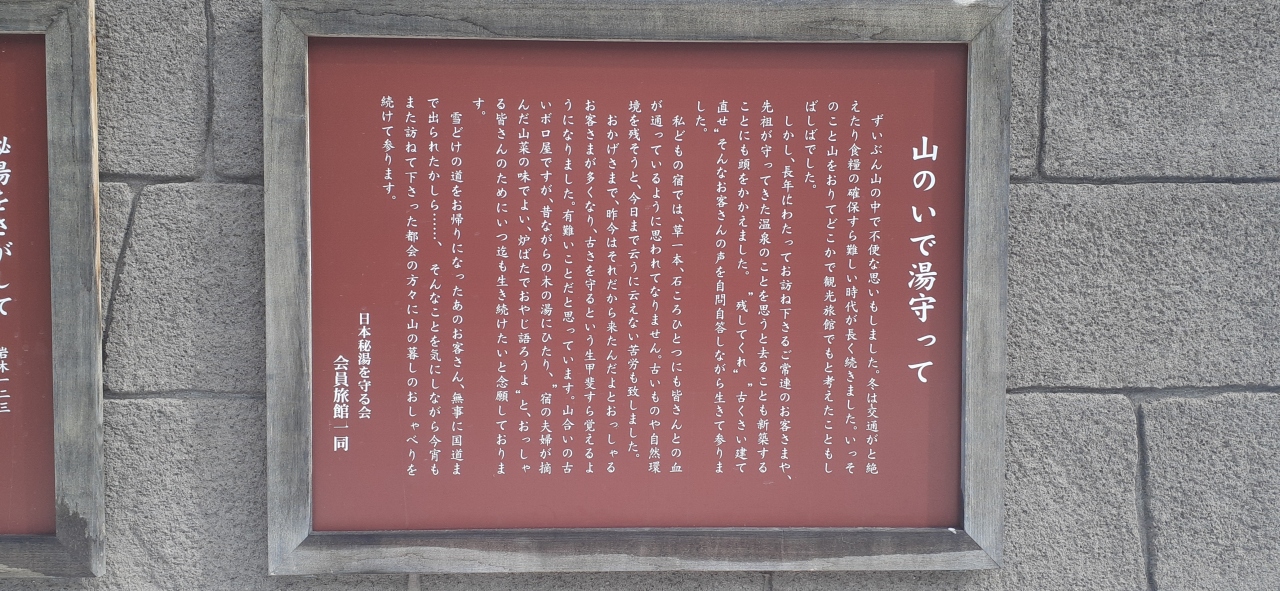 山のいで湯守って
ずいぶん山の中で不便な思いもしました。冬は交通がと絶
えたり食糧の確保すら難しい時代が長く続きました。いっそ
のこと山をおりてどこかで観光旅館でもと考えたこともし
ばしばでした。
しかし、長年にわたってお訪ね下さるご常連のお客さまや、
先祖が守ってきた温泉のことを思うと去ることも新築する
ことにも頭をかかえました。〝残してくれ〟〝古くさい建て
直せ〟そんなお客さんの声を自問自答しながら生きて参りま
した。
私どもの宿では、草一本、石ころひとつにも皆さんとの血
が通っているように思われてなりません。古いものや自然環
境を残そうと、今日まで云うに云えない苦労も致しました。
おかげさまで、昨今はそれだから来たんだよとおっしゃる
お客さまが多くなり、古さを守るという生甲斐すら覚えるよ
うになりました。有難いことだと思っています。山合いの古
いボロ屋ですが、昔ながらの木の湯にひたり、〝宿の夫婦が摘
んだ山菜の味でよい、炉ばたでおやじ語ろうよ〟と、おっしゃ
る皆さんのためにいつ迄も生き続けたいと念願しておりま
す。
雪どけの道をお帰りになったあのお客さん、無事に国道ま
で出られたかしら……、そんなことを気にしながら今宵も
また訪ねて下さった都会の方々に山の暮しのおしゃべりを
続けて参ります。
日本秘湯を守る会
会員旅館一同
秘湯をさがして
岩木一二三